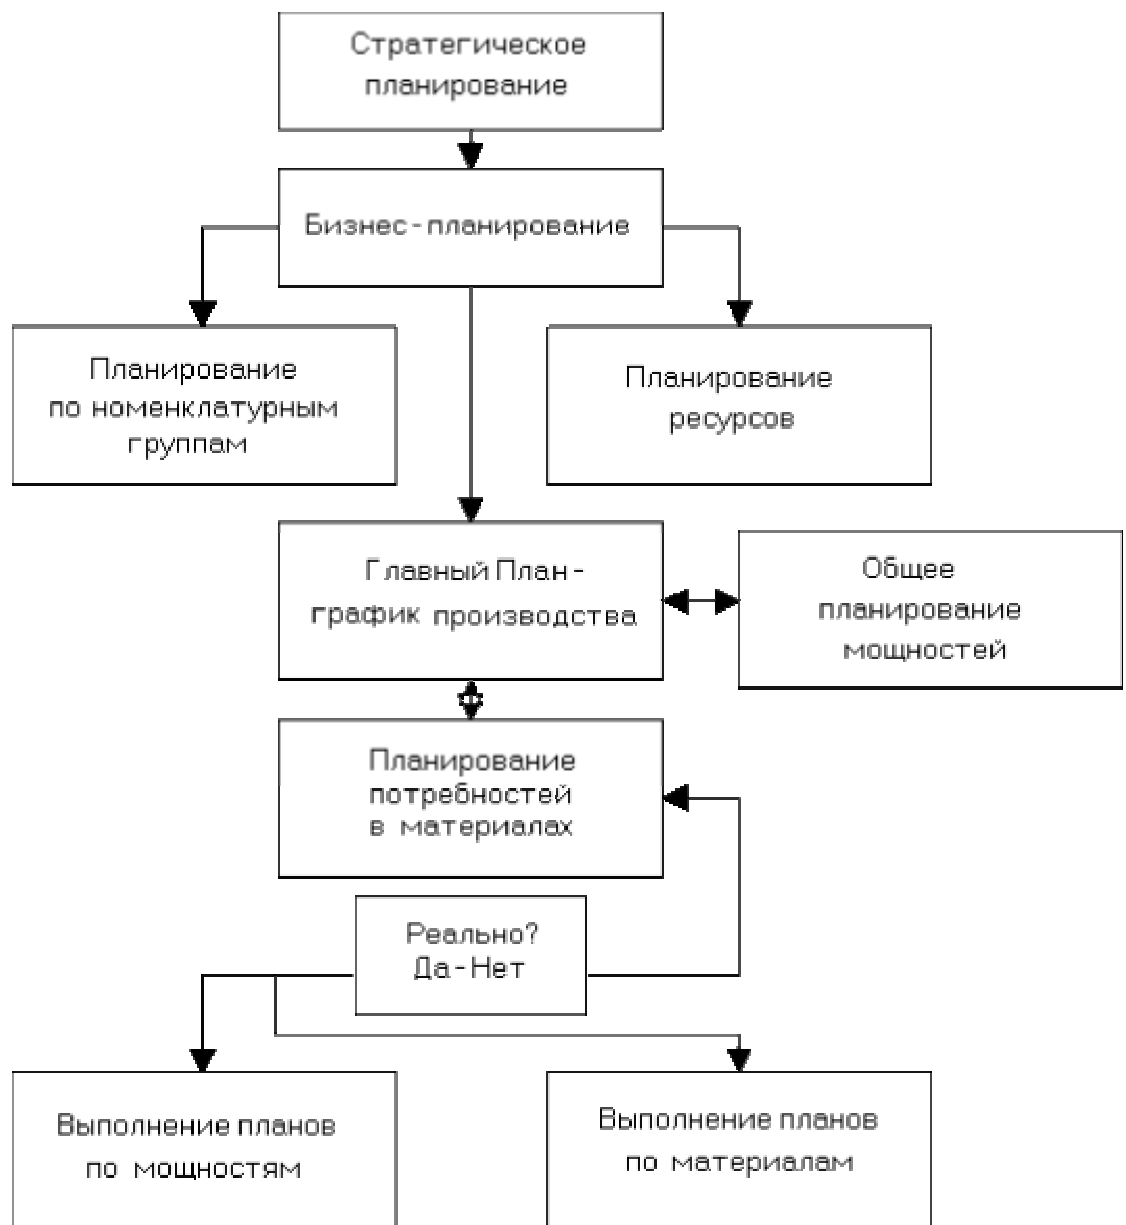 Стратегическое
планирование
Бизнес-планирование
Планирование
по номенклатурным
группам
Планирование
ресурсов
Главный План-
график производства
Общее
планирование
мощностей
Планирование
потребностей
в материалах
Реально?
Да-Нет
Выполнение планов
по мощностям
Выполнение планов
по материалам